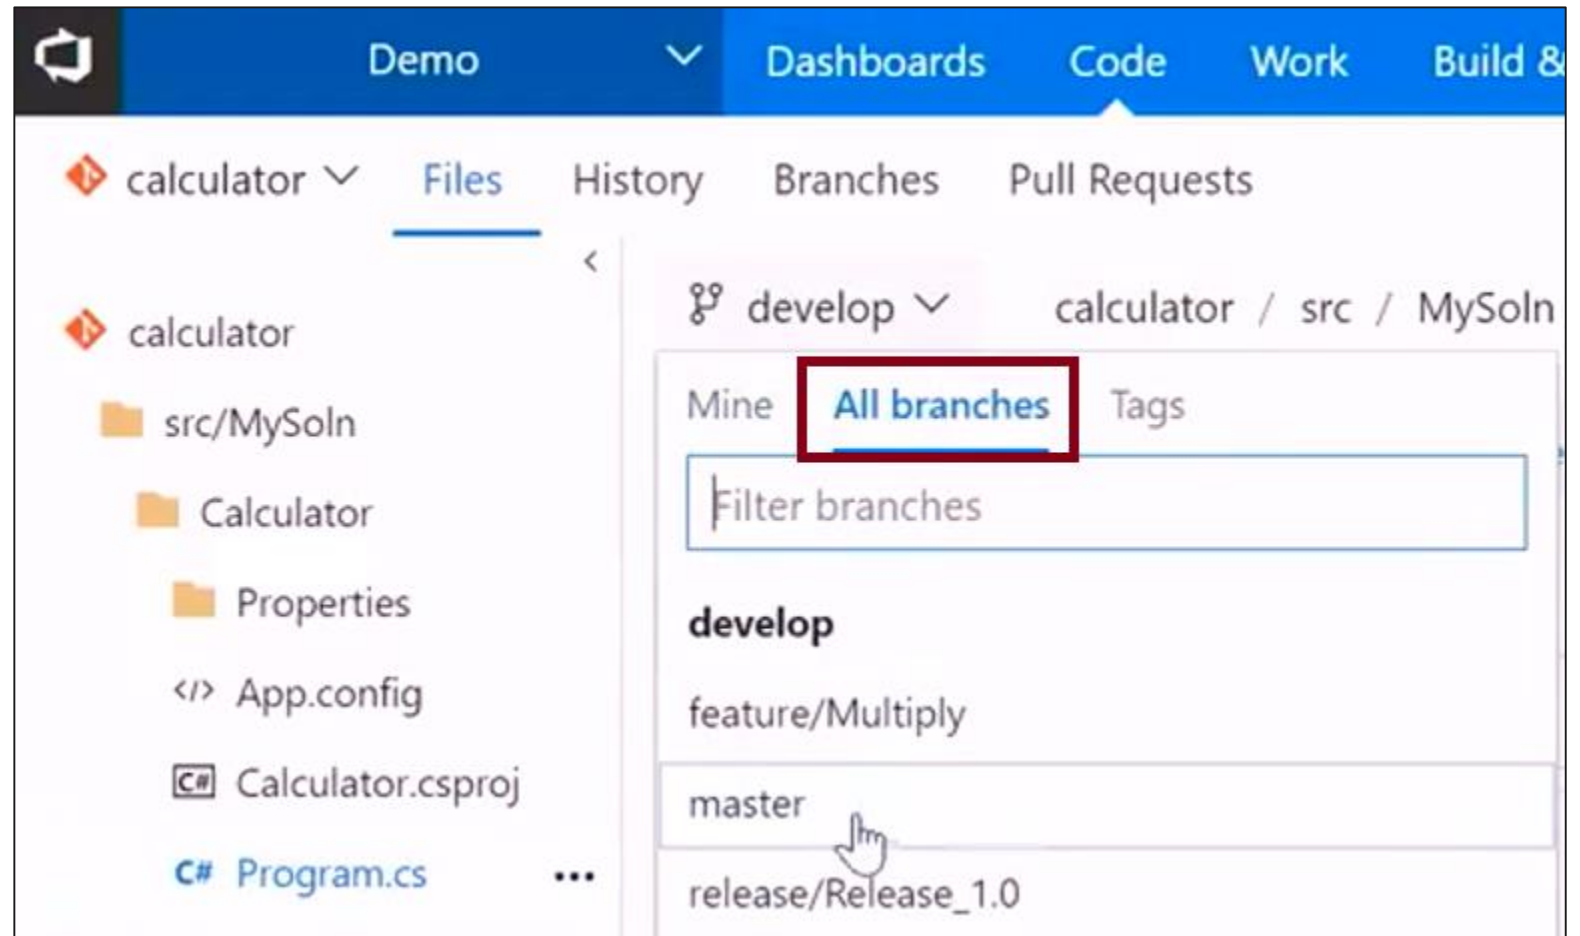 Demo Dashboards Code Work Build &
calculator Files History Branches Pull Requests
calculator
src/MySoln
Calculator
Properties
</> App.config
C# Calculator.csproj
C# Program.cs ...
develop calculator / src / MySoln
Mine All branches Tags
Filter branches
develop
feature/Multiply
master
release/Release_1.0